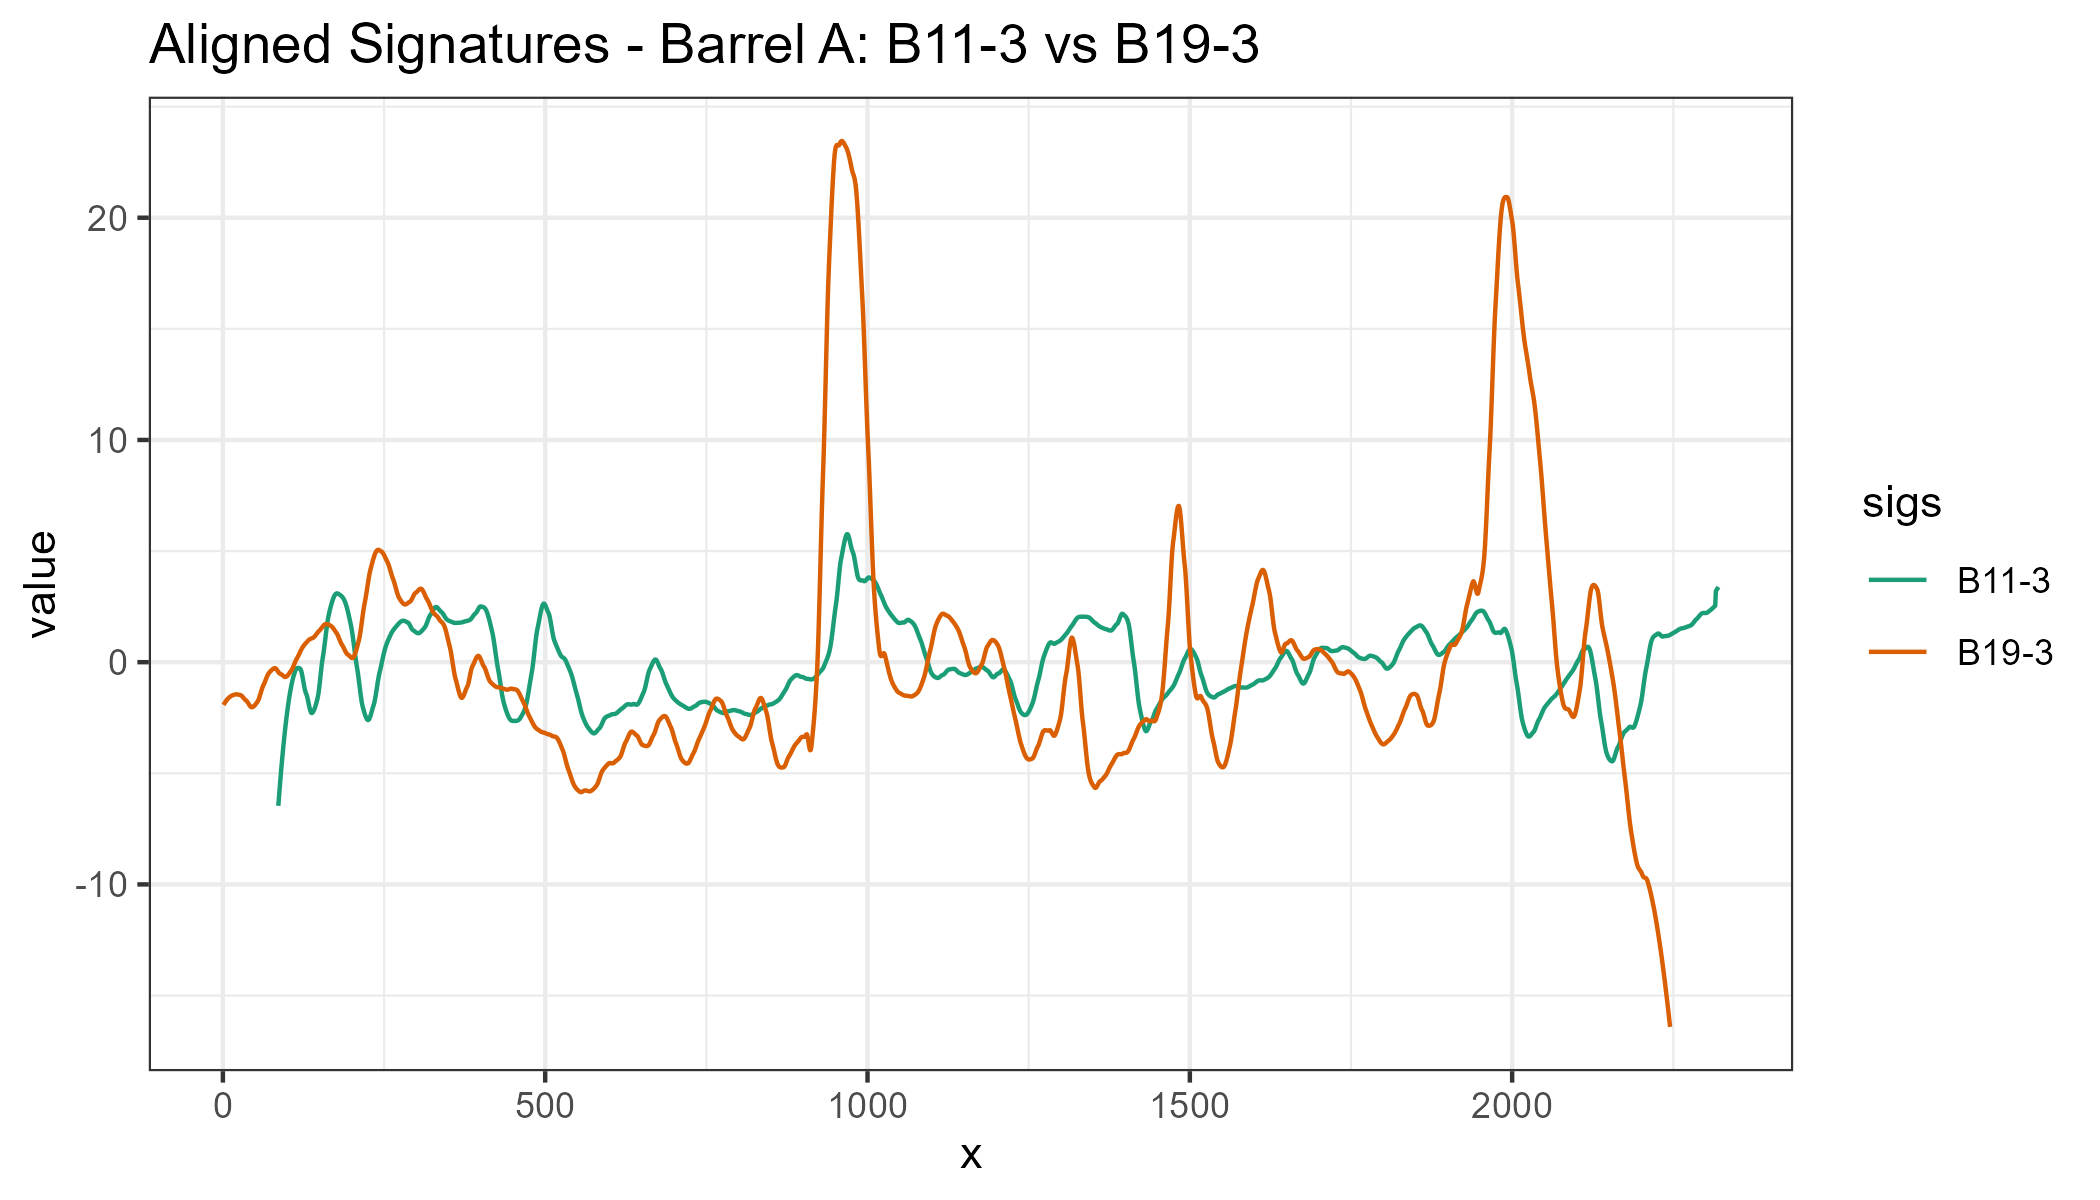 Aligned Signatures - Barrel A: B11-3 vs B19-3
value
20
10
0
-10
0 500 1000 1500 2000
x
sigs
B11-3
B19-3